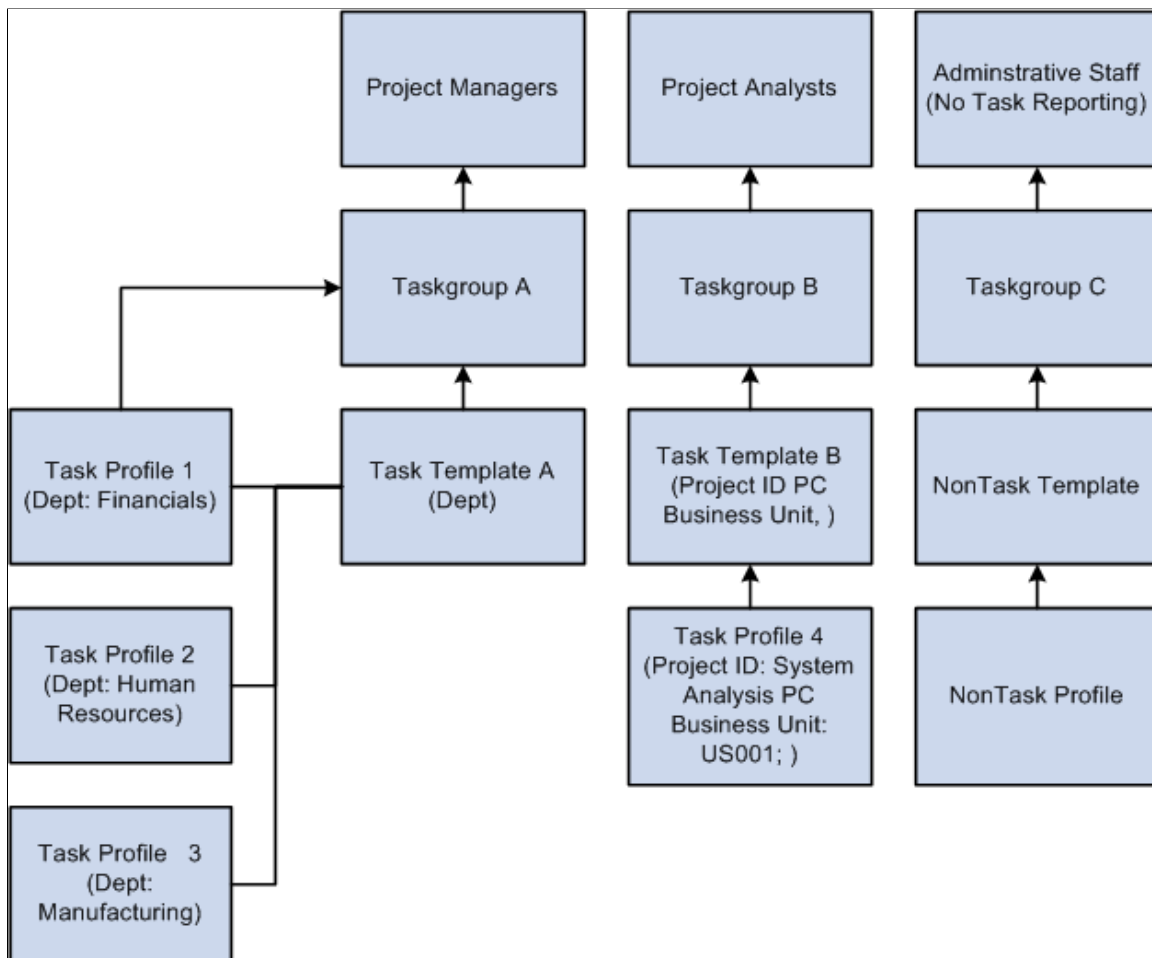 Project Managers
Project Analysts
Adminstrative Staff
(No Task Reporting)
Taskgroup A
Taskgroup B
Taskgroup C
Task Profile 1
(Dept: Financials)
Task Template A
(Dept)
Task Template B
(Project ID PC
Business Unit, )
NonTask Template
Task Profile 2
(Dept: Human
Resources)
Task Profile 4
(Project ID: System
Analysis PC
Business Unit:
US001; )
NonTask Profile
Task Profile 3
(Dept:
Manufacturing)